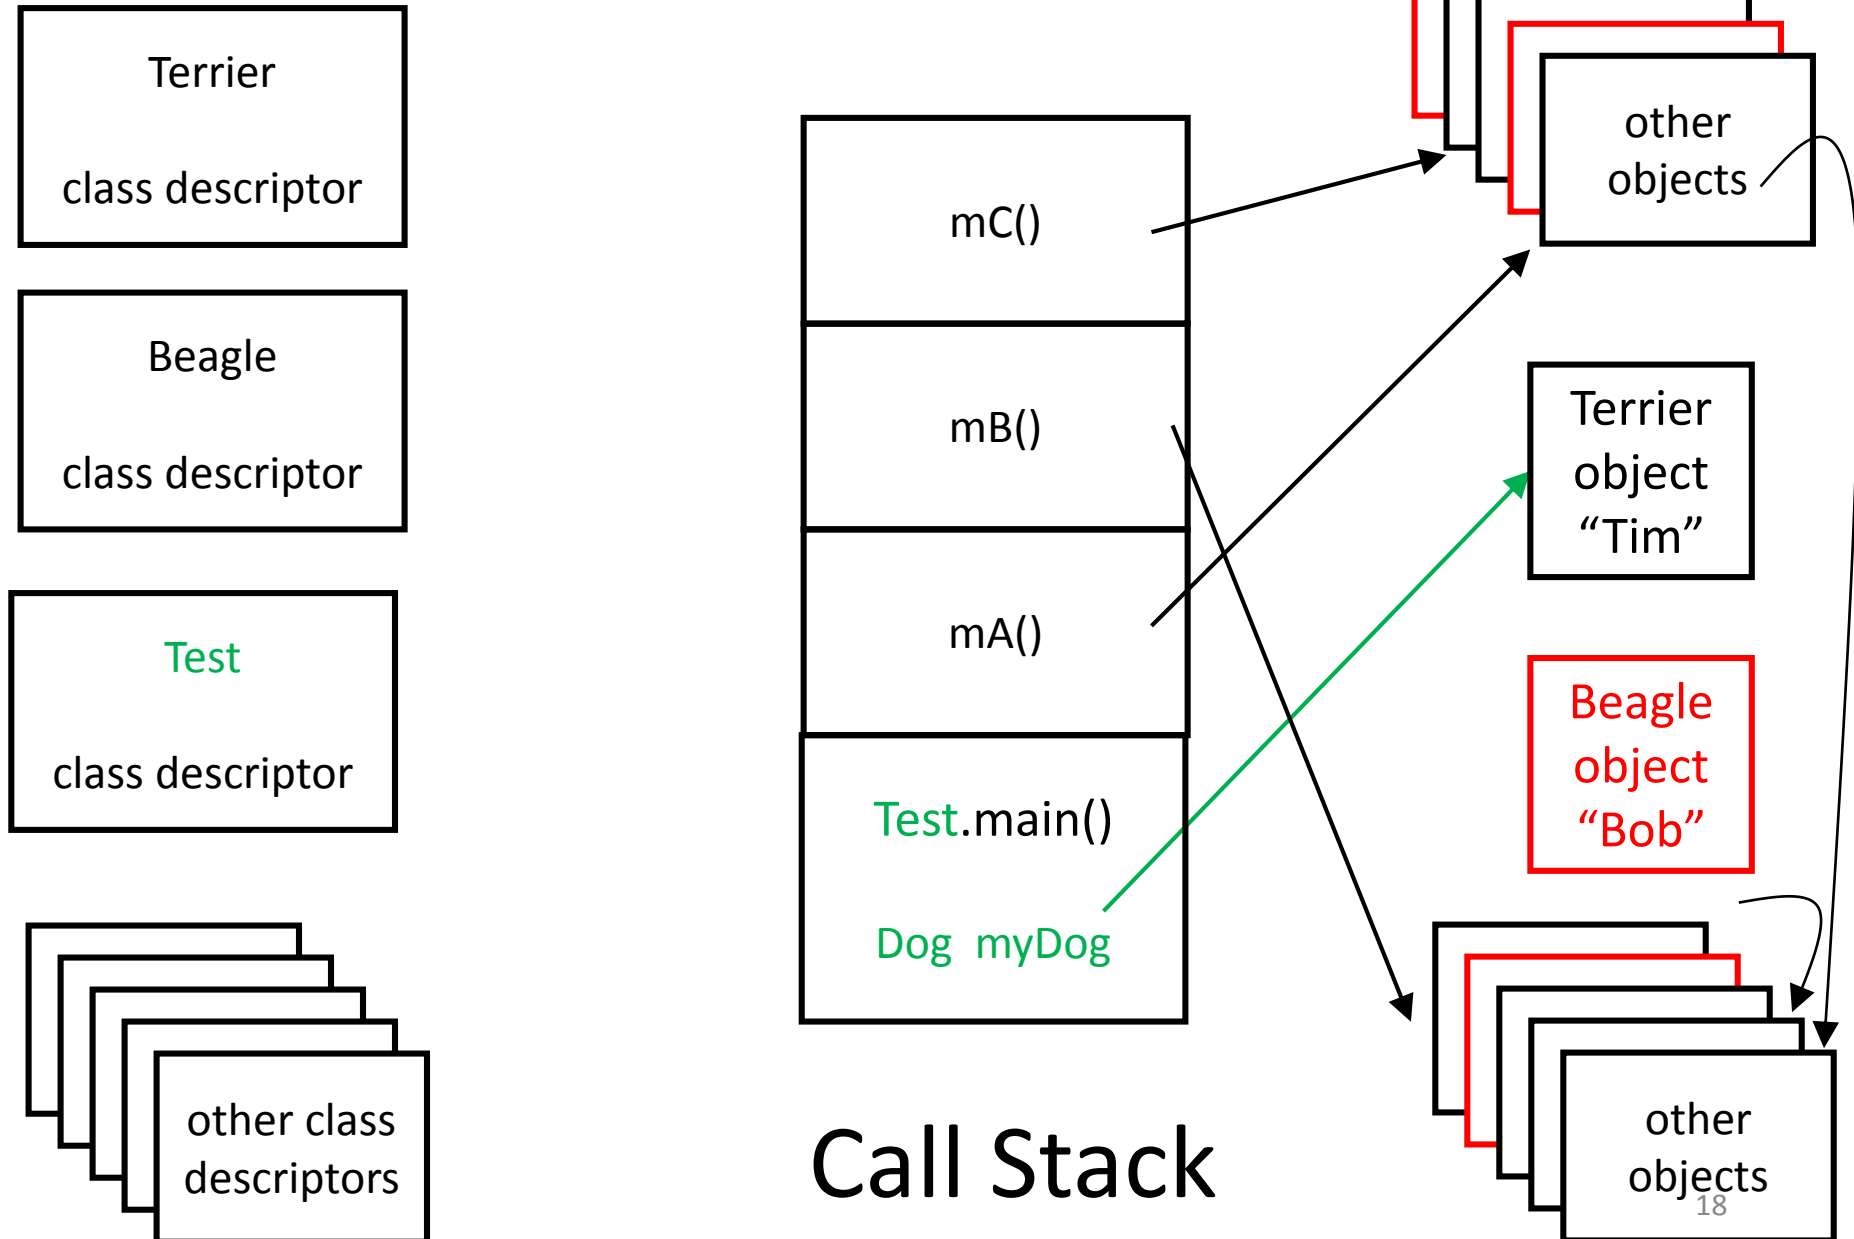 Terrier
class descriptor
Beagle
class descriptor
Test
class descriptor
other class
descriptors
mC()
mB()
mA()
Test.main()
Dog myDog
Call Stack
other
objects
Terrier
object
“Tim”
Beagle
object
“Bob”
other
objects
18